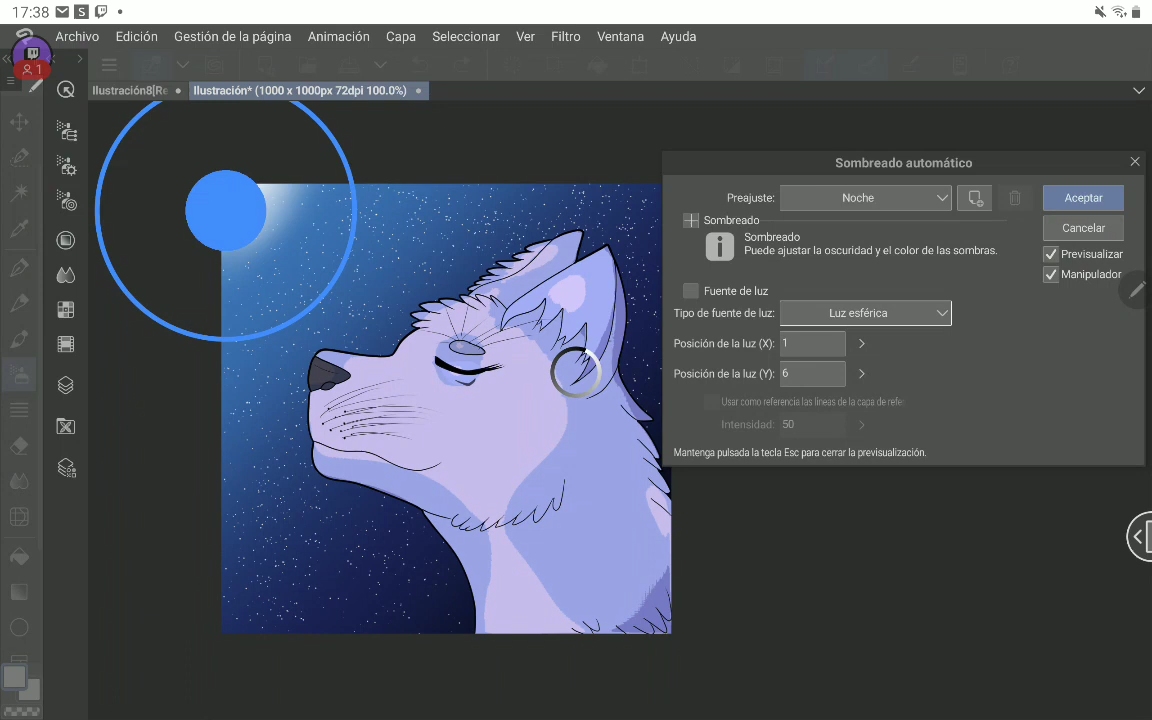 17:38
S
Archivo Edición Gestión de la página Animación Capa Seleccionar Ver Filtro Ventana Ayuda
1
Ilustración8[Re
Ilustración* (1000 x 1000px 72dpi 100.0%)
Sombreado automático
Preajuste: Noche
Aceptar
Sombreado
Cancelar
Sombreado
Puede ajustar la oscuridad y el color de las sombras.
Previsualizar
Manipulador
Fuente de luz
Tipo de fuente de luz: Luz esférica
Posición de la luz (X): 1
Posición de la luz (Y): 6
Usar como referencia las líneas de la capa de refe
Intensidad: 50
Mantenga pulsada la tecla Esc para cerrar la previsualización.